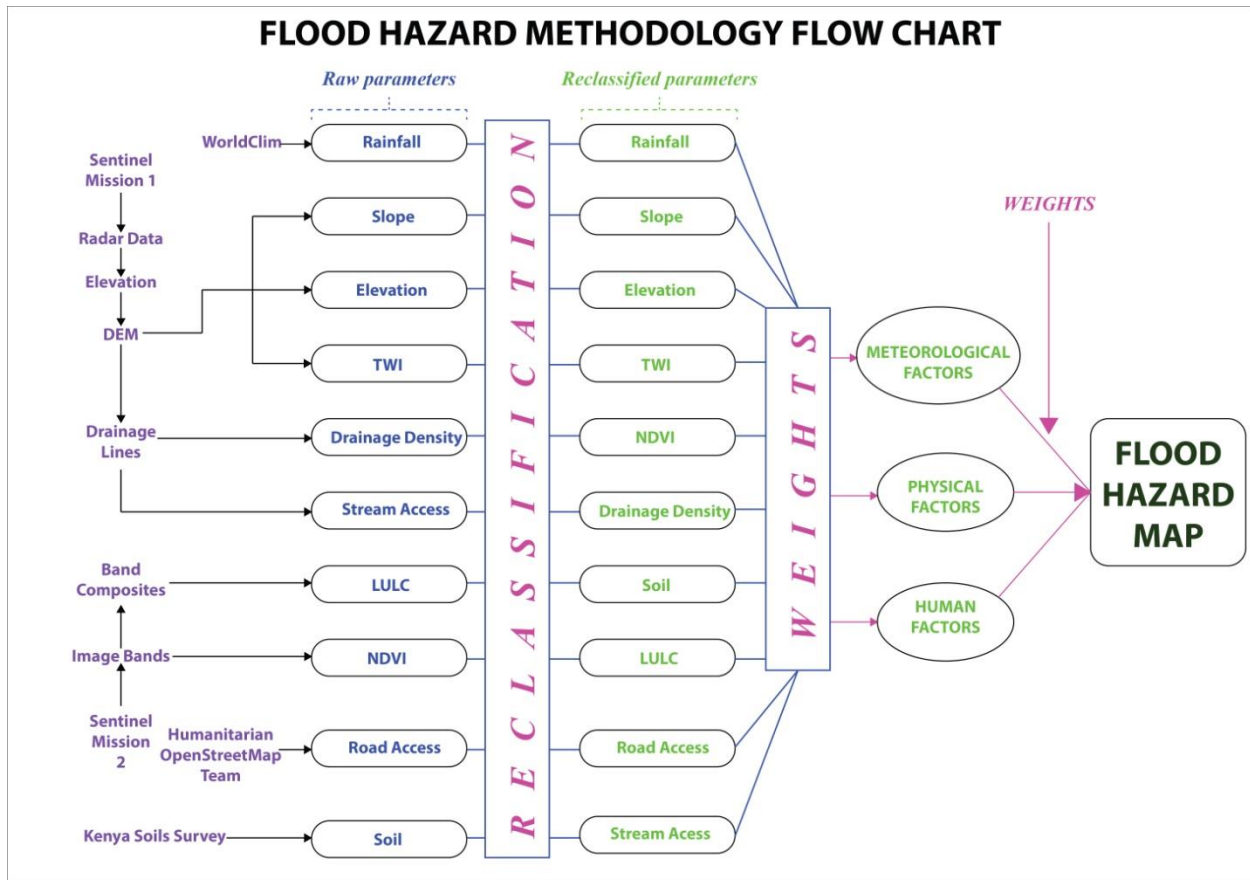 FLOOD HAZARD METHODOLOGY FLOW CHART
Raw parameters
Reclassified parameters
WorldClim
Sentinel
Mission 1
Radar Data
Elevation
DEM
Drainage
Lines
Band
Composites
Image Bands
Sentinel
Mission
2
Humanitarian
OpenStreetMap
Team
Kenya Soils Survey
Rainfall
Slope
Elevation
TWI
Drainage Density
Stream Access
LULC
NDVI
Road Access
Soil
RECLASSIFICATION
Rainfall
Slope
Elevation
TWI
NDVI
Drainage Density
Soil
LULC
Road Access
Stream Acess
WEIGHTS
WEIGHTS
METEOROLOGICAL
FACTORS
PHYSICAL
FACTORS
HUMAN
FACTORS
FLOOD
HAZARD
MAP